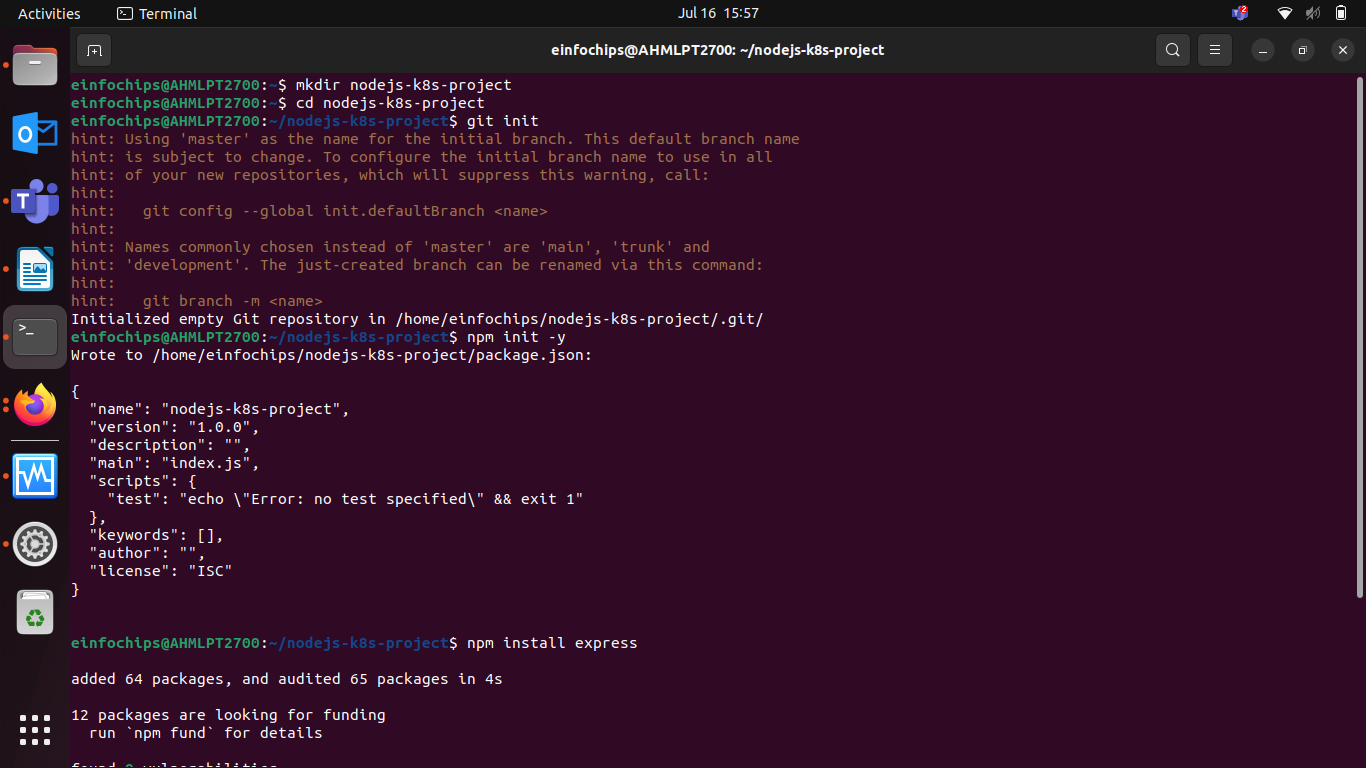 Activities
Terminal
Jul 16 15:57
2
einfochips@AHMLPT2700: ~/nodejs-k8s-project
einfochips@AHMLPT2700:~$ mkdir nodejs-k8s-project
einfochips@AHMLPT2700:~$ cd nodejs-k8s-project
einfochips@AHMLPT2700:~/nodejs-k8s-project$ git init
hint: Using 'master' as the name for the initial branch. This default branch name
hint: is subject to change. To configure the initial branch name to use in all
hint: of your new repositories, which will suppress this warning, call:
hint:
hint:   git config --global init.defaultBranch <name>
hint:
hint: Names commonly chosen instead of 'master' are 'main', 'trunk' and
hint: 'development'. The just-created branch can be renamed via this command:
hint:
hint:   git branch -m <name>
Initialized empty Git repository in /home/einfochips/nodejs-k8s-project/.git/
einfochips@AHMLPT2700:~/nodejs-k8s-project$ npm init -y
Wrote to /home/einfochips/nodejs-k8s-project/package.json:
{
  "name": "nodejs-k8s-project",
  "version": "1.0.0",
  "description": "",
  "main": "index.js",
  "scripts": {
    "test": "echo \"Error: no test specified\" && exit 1"
  },
  "keywords": [],
  "author": "",
  "license": "ISC"
}
einfochips@AHMLPT2700:~/nodejs-k8s-project$ npm install express
added 64 packages, and audited 65 packages in 4s
12 packages are looking for funding
  run `npm fund` for details
found 0 vulnerabilities